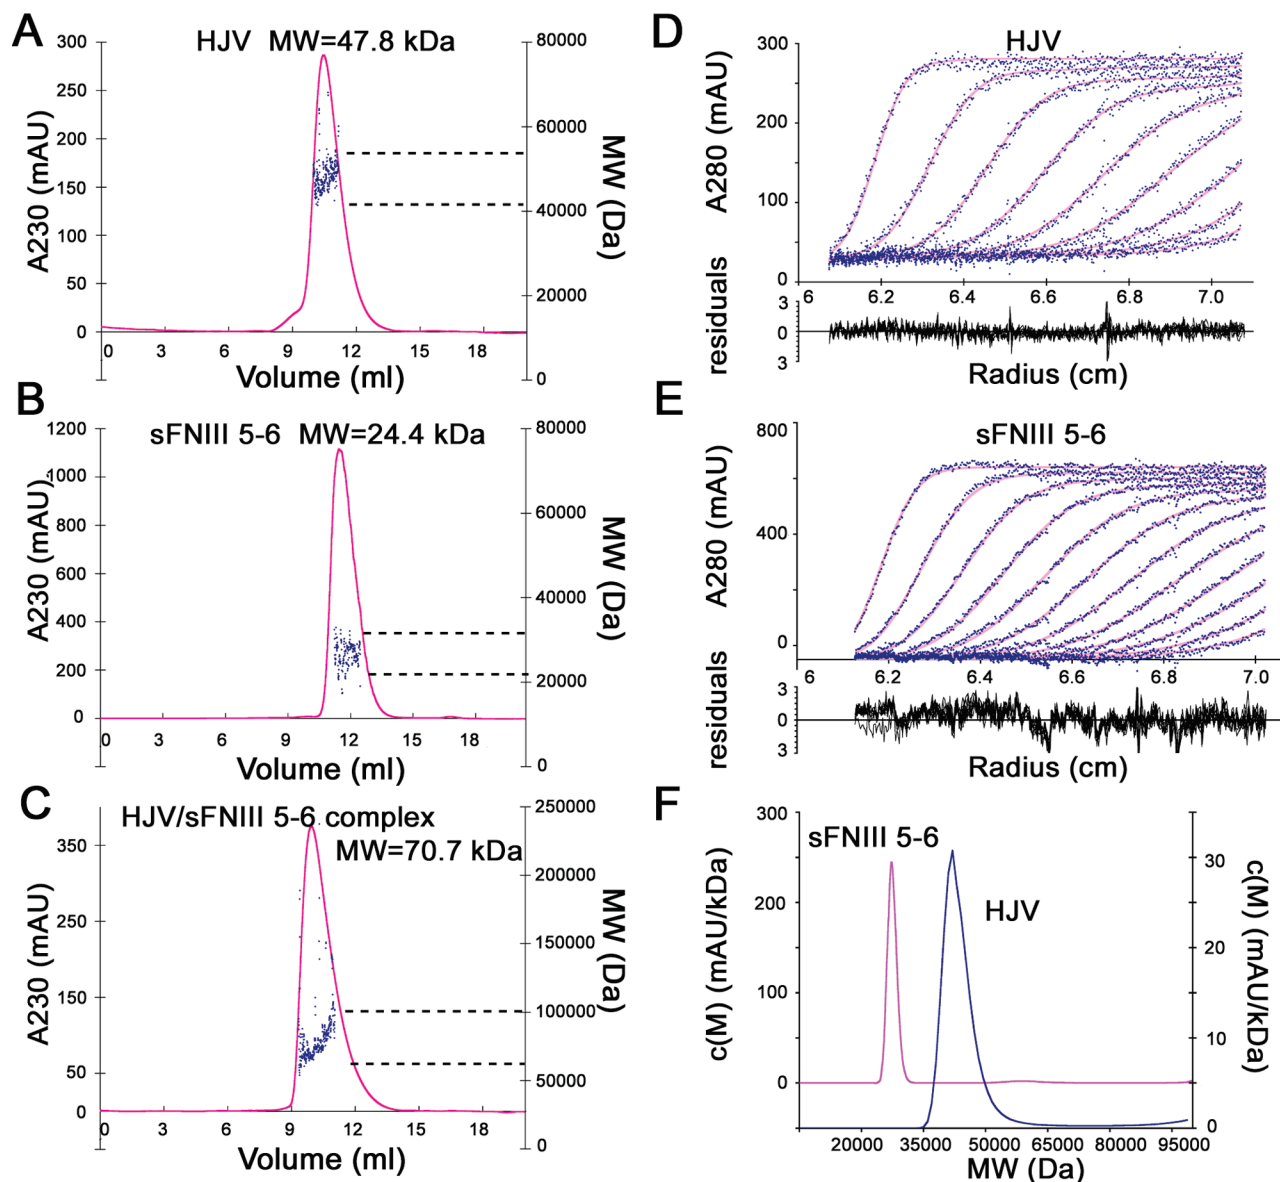 A
HJV MW=47.8 kDa
300
250
200
150
100
50
0
A230 (mAU)
80000
60000
40000
20000
0
MW (Da)
0 3 6 9 12 15 18
Volume (ml)
B
sFNIII 5-6 MW=24.4 kDa
1200
1000
800
600
400
200
0
A230 (mAU)
80000
60000
40000
20000
0
MW (Da)
0 3 6 9 12 15 18
Volume (ml)
C
HJV/sFNIII 5-6 complex
MW=70.7 kDa
350
250
150
50
0
A230 (mAU)
250000
200000
150000
100000
50000
0
MW (Da)
0 3 6 9 12 15 18
Volume (ml)
D
HJV
300
200
100
0
A280 (mAU)
6 6.2 6.4 6.6 6.8 7.0
residuals
3
0
3
Radius (cm)
E
sFNIII 5-6
800
400
0
A280 (mAU)
6 6.2 6.4 6.6 6.8 7.0
residuals
3
0
3
Radius (cm)
F
sFNIII 5-6
HJV
300
200
100
0
c(M) (mAU/kDa)
30
20
10
0
c(M) (mAU/kDa)
20000 35000 50000 65000 80000 95000
MW (Da)